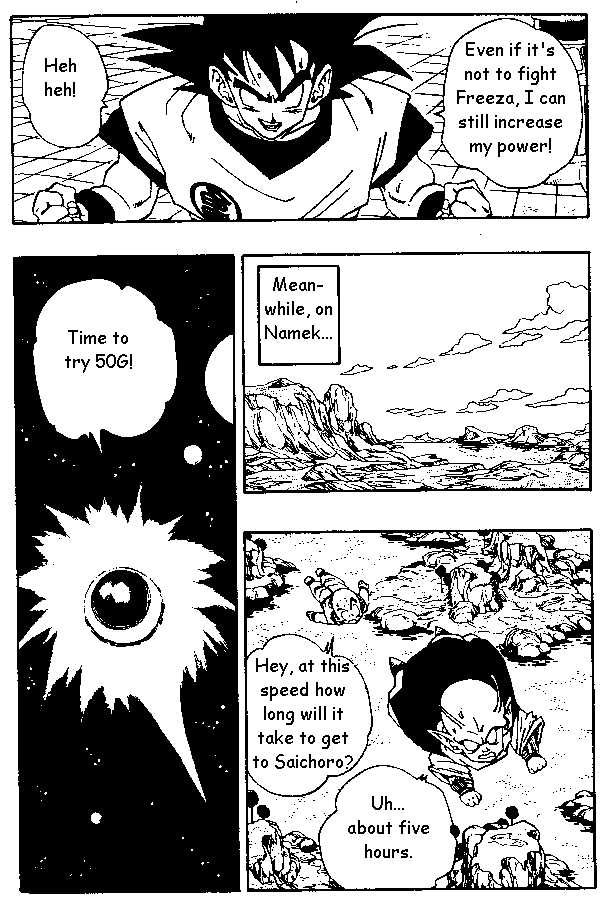 Heh
heh!
Even if it's
not to fight
Freeza, I can
still increase
my power!
Time to
try 50G!
Mean-
while, on
Namek...
Hey, at this
speed how
long will it
take to get
to Saichoro?
Uh...
about five
hours.